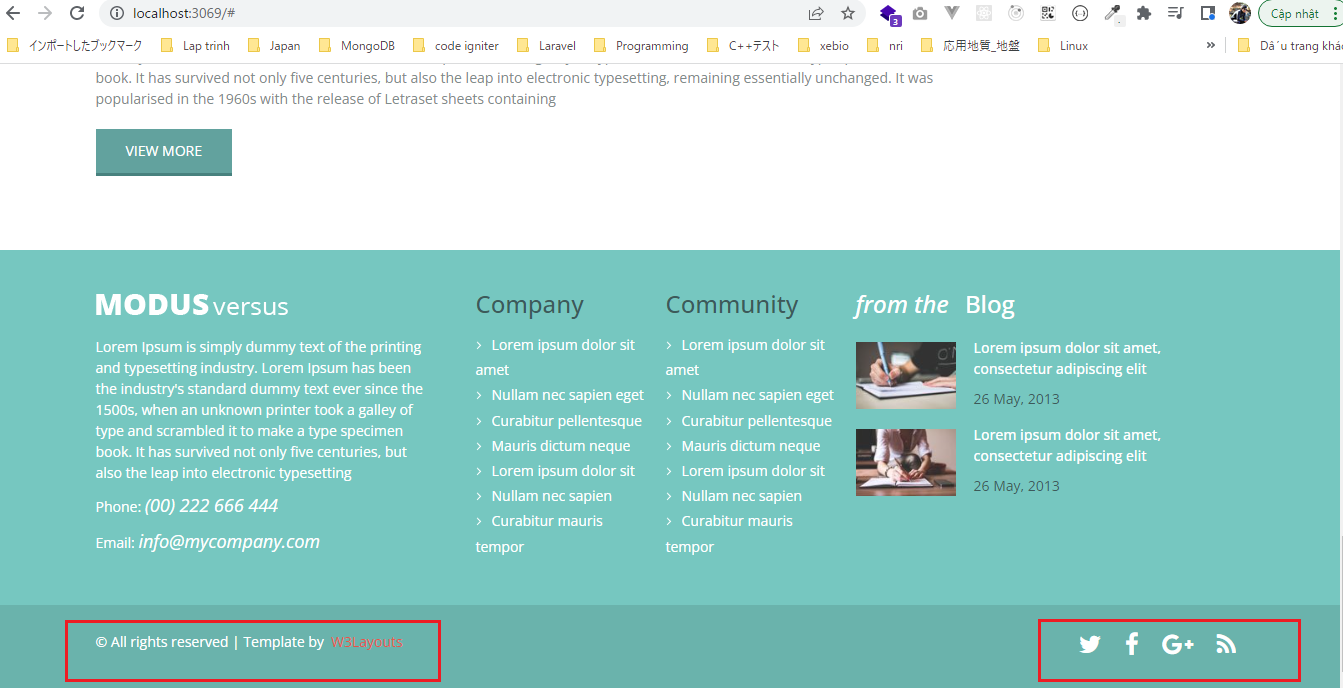 localhost:3069/#
3
Cập nhật
インポートしたブックマーク Lap trinh Japan MongoDB code igniter Laravel Programming C++テスト xebio nri 応用地質_地盤 Linux » Dấu trang khác
book. It has survived not only five centuries, but also the leap into electronic typesetting, remaining essentially unchanged. It was
popularised in the 1960s with the release of Letraset sheets containing
VIEW MORE
MODUS versus
Lorem Ipsum is simply dummy text of the printing
and typesetting industry. Lorem Ipsum has been
the industry's standard dummy text ever since the
1500s, when an unknown printer took a galley of
type and scrambled it to make a type specimen
book. It has survived not only five centuries, but
also the leap into electronic typesetting
Phone: (00) 222 666 444
Email: info@mycompany.com
Company
› Lorem ipsum dolor sit
amet
› Nullam nec sapien eget
› Curabitur pellentesque
› Mauris dictum neque
› Lorem ipsum dolor sit
› Nullam nec sapien
› Curabitur mauris
tempor
Community
› Lorem ipsum dolor sit
amet
› Nullam nec sapien eget
› Curabitur pellentesque
› Mauris dictum neque
› Lorem ipsum dolor sit
› Nullam nec sapien
› Curabitur mauris
tempor
from the Blog
Lorem ipsum dolor sit amet,
consectetur adipiscing elit
26 May, 2013
Lorem ipsum dolor sit amet,
consectetur adipiscing elit
26 May, 2013
© All rights reserved | Template by W3Layouts